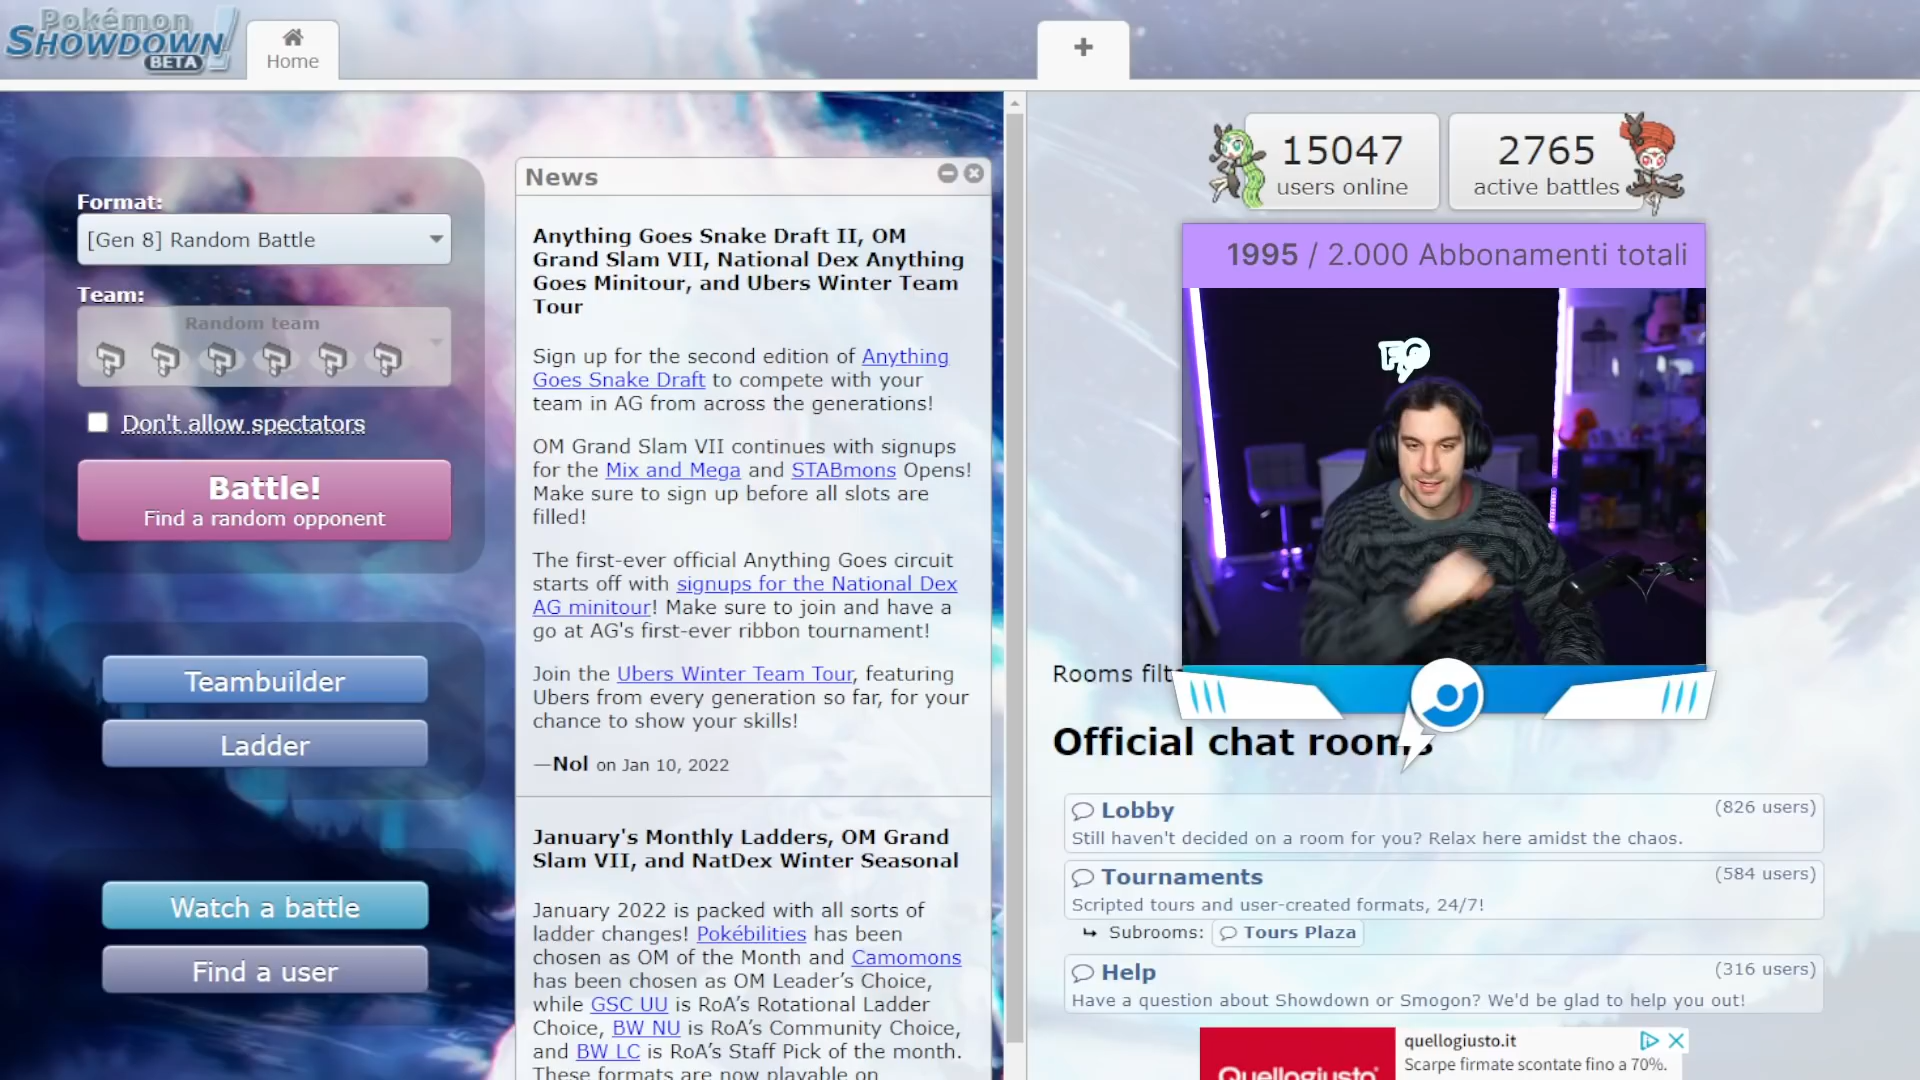 Pokémon
SHOWDOWN!
BETA
Home
Format:
[Gen 8] Random Battle
Team:
Random team
Don't allow spectators
Battle!
Find a random opponent
Teambuilder
Ladder
Watch a battle
Find a user
News
Anything Goes Snake Draft II, OM
Grand Slam VII, National Dex Anything
Goes Minitour, and Ubers Winter Team
Tour
Sign up for the second edition of Anything
Goes Snake Draft to compete with your
team in AG from across the generations!
OM Grand Slam VII continues with signups
for the Mix and Mega and STABmons Opens!
Make sure to sign up before all slots are
filled!
The first-ever official Anything Goes circuit
starts off with signups for the National Dex
AG minitour! Make sure to join and have a
go at AG's first-ever ribbon tournament!
Join the Ubers Winter Team Tour, featuring
Ubers from every generation so far, for your
chance to show your skills!
—Nol on Jan 10, 2022
January's Monthly Ladders, OM Grand
Slam VII, and NatDex Winter Seasonal
January 2022 is packed with all sorts of
ladder changes! Pokébilities has been
chosen as OM of the Month and Camomons
has been chosen as OM Leader’s Choice,
while GSC UU is RoA’s Rotational Ladder
Choice, BW NU is RoA’s Community Choice,
and BW LC is RoA’s Staff Pick of the month.
These formats are now playable on
15047
users online
2765
active battles
1995 / 2.000 Abbonamenti totali
Rooms filt
Official chat rooms
Lobby
(826 users)
Still haven't decided on a room for you? Relax here amidst the chaos.
Tournaments
(584 users)
Scripted tours and user-created formats, 24/7!
Subrooms: Tours Plaza
Help
(316 users)
Have a question about Showdown or Smogon? We'd be glad to help you out!
quellogiusto.it
Scarpe firmate scontate fino a 70%.
Quellogiusto